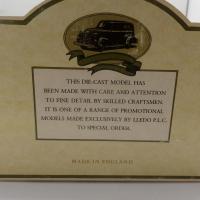 THIS DIE-CAST MODEL HAS
BEEN MADE WITH CARE AND ATTENTION
TO FINE DETAIL BY SKILLED CRAFTSMEN.
IT IS ONE OF A RANGE OF PROMOTIONAL
MODELS MADE EXCLUSIVELY BY LLEDO P.L.C.
TO SPECIAL ORDER.
MADE IN ENGLAND